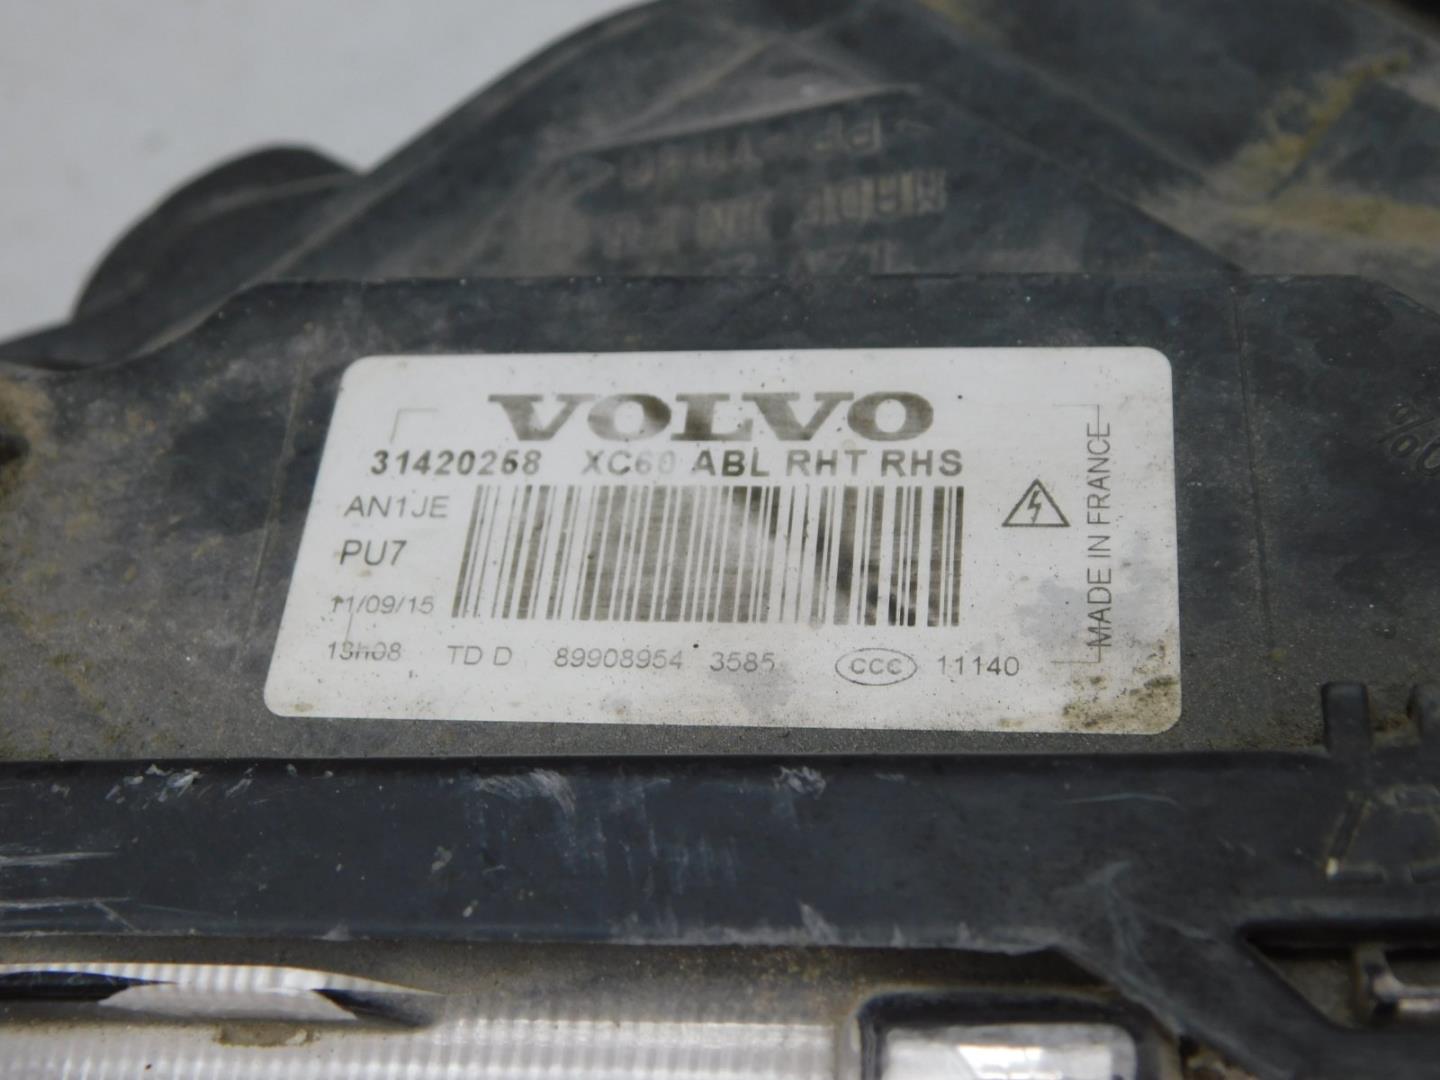 VOLVO
31420258 XC60 ABL RHT RHS
AN1JE
PU7
11/09/15
13h08 TD D 89908954 3585 CCC 11140
MADE IN FRANCE